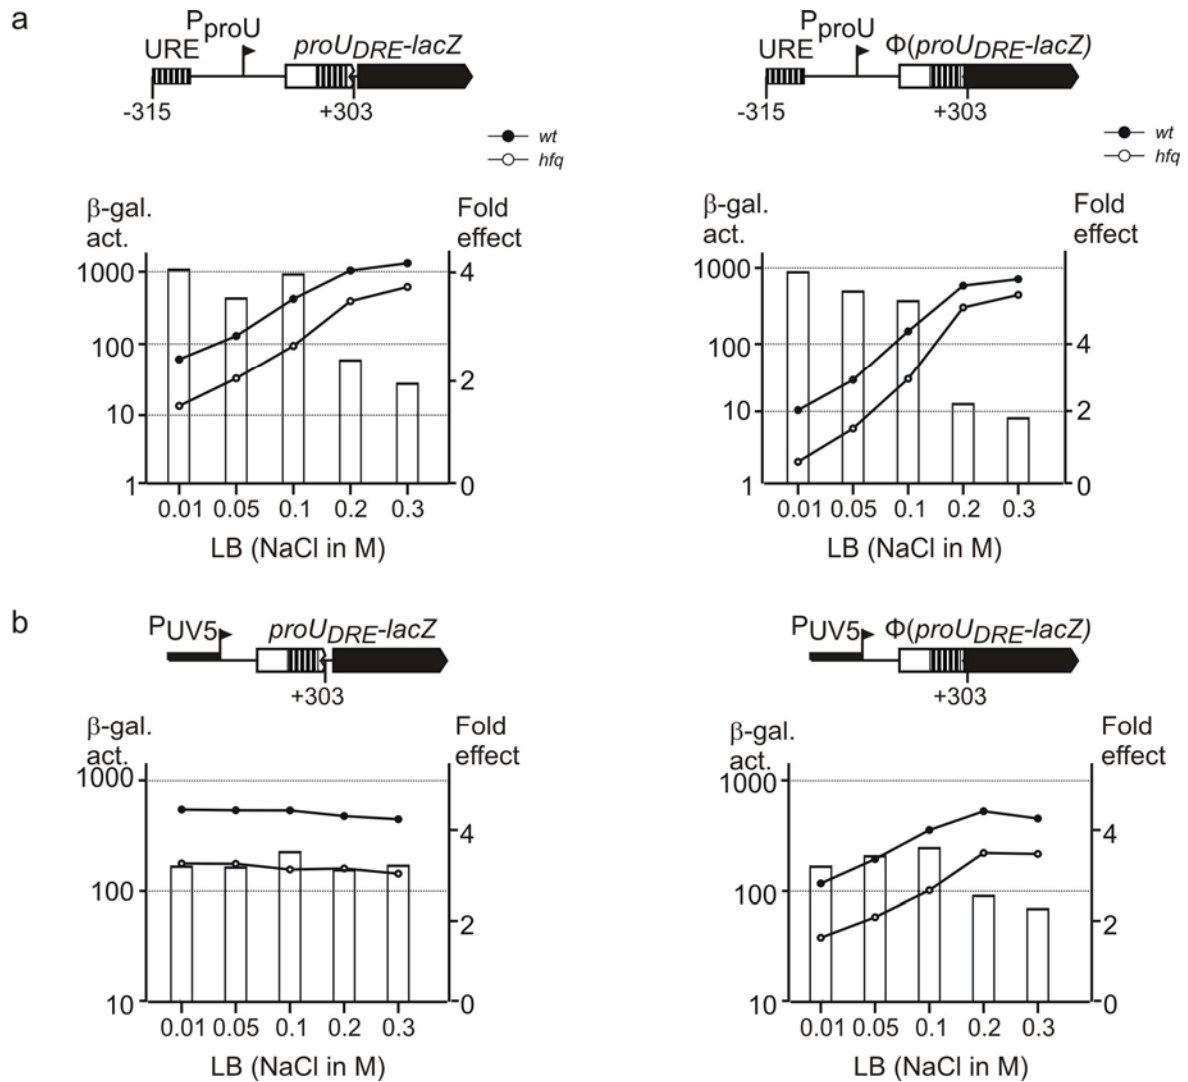 a
PproU
URE
proUDRE-lacZ
-315
+303
wt
hfq
β-gal.
act.
Fold
effect
1000
100
10
1
4
2
0
0.01 0.05 0.1 0.2 0.3
LB (NaCl in M)
PproU
URE
Φ(proUDRE-lacZ)
-315
+303
wt
hfq
β-gal.
act.
Fold
effect
1000
100
10
1
4
2
0
0.01 0.05 0.1 0.2 0.3
LB (NaCl in M)
b
PUV5
proUDRE-lacZ
+303
β-gal.
act.
Fold
effect
1000
100
10
4
2
0
0.01 0.05 0.1 0.2 0.3
LB (NaCl in M)
PUV5
Φ(proUDRE-lacZ)
+303
β-gal.
act.
Fold
effect
1000
100
10
4
2
0
0.01 0.05 0.1 0.2 0.3
LB (NaCl in M)